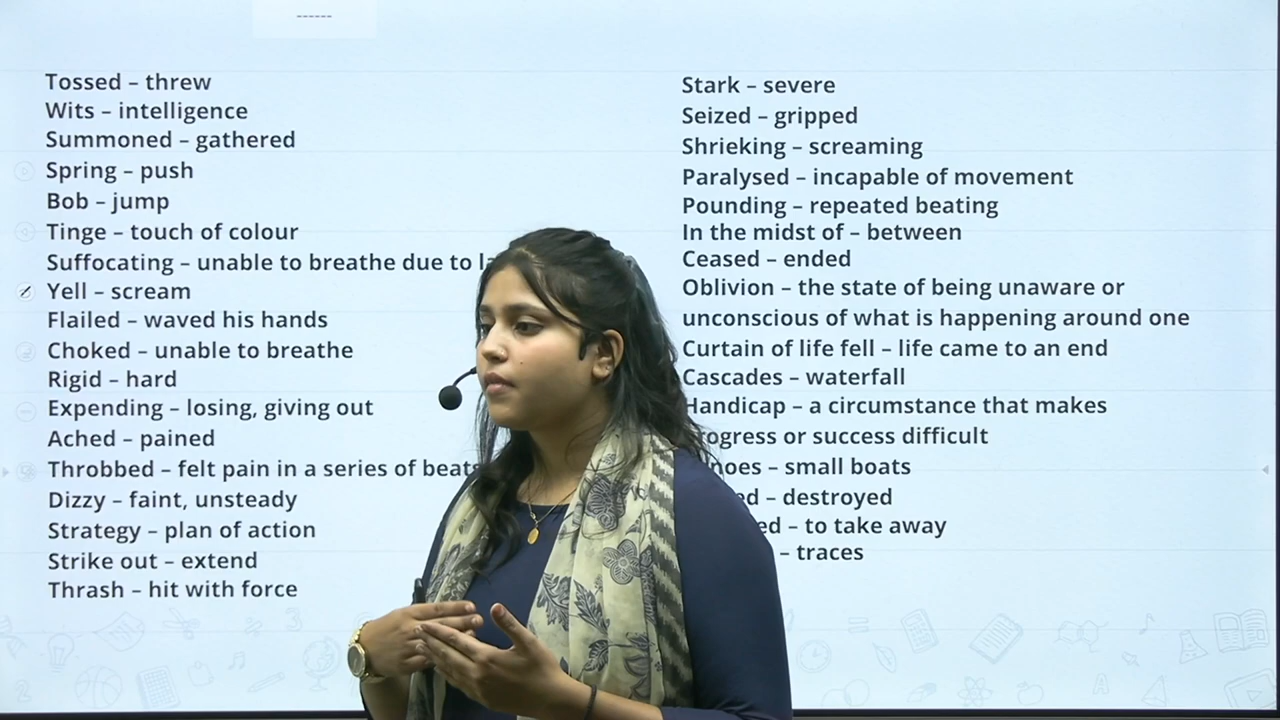 ------
Tossed – threw
Wits – intelligence
Summoned – gathered
Spring – push
Bob – jump
Tinge – touch of colour
Suffocating – unable to breathe due to
Yell – scream
Flailed – waved his hands
Choked – unable to breathe
Rigid – hard
Expending – losing, giving out
Ached – pained
Throbbed – felt pain in a series of beats
Dizzy – faint, unsteady
Strategy – plan of action
Strike out – extend
Thrash – hit with force
Stark – severe
Seized – gripped
Shrieking – screaming
Paralysed – incapable of movement
Pounding – repeated beating
In the midst of – between
Ceased – ended
Oblivion – the state of being unaware or
unconscious of what is happening around one
Curtain of life fell – life came to an end
Cascades – waterfall
Handicap – a circumstance that makes
or success difficult
– small boats
– destroyed
– to take away
– traces